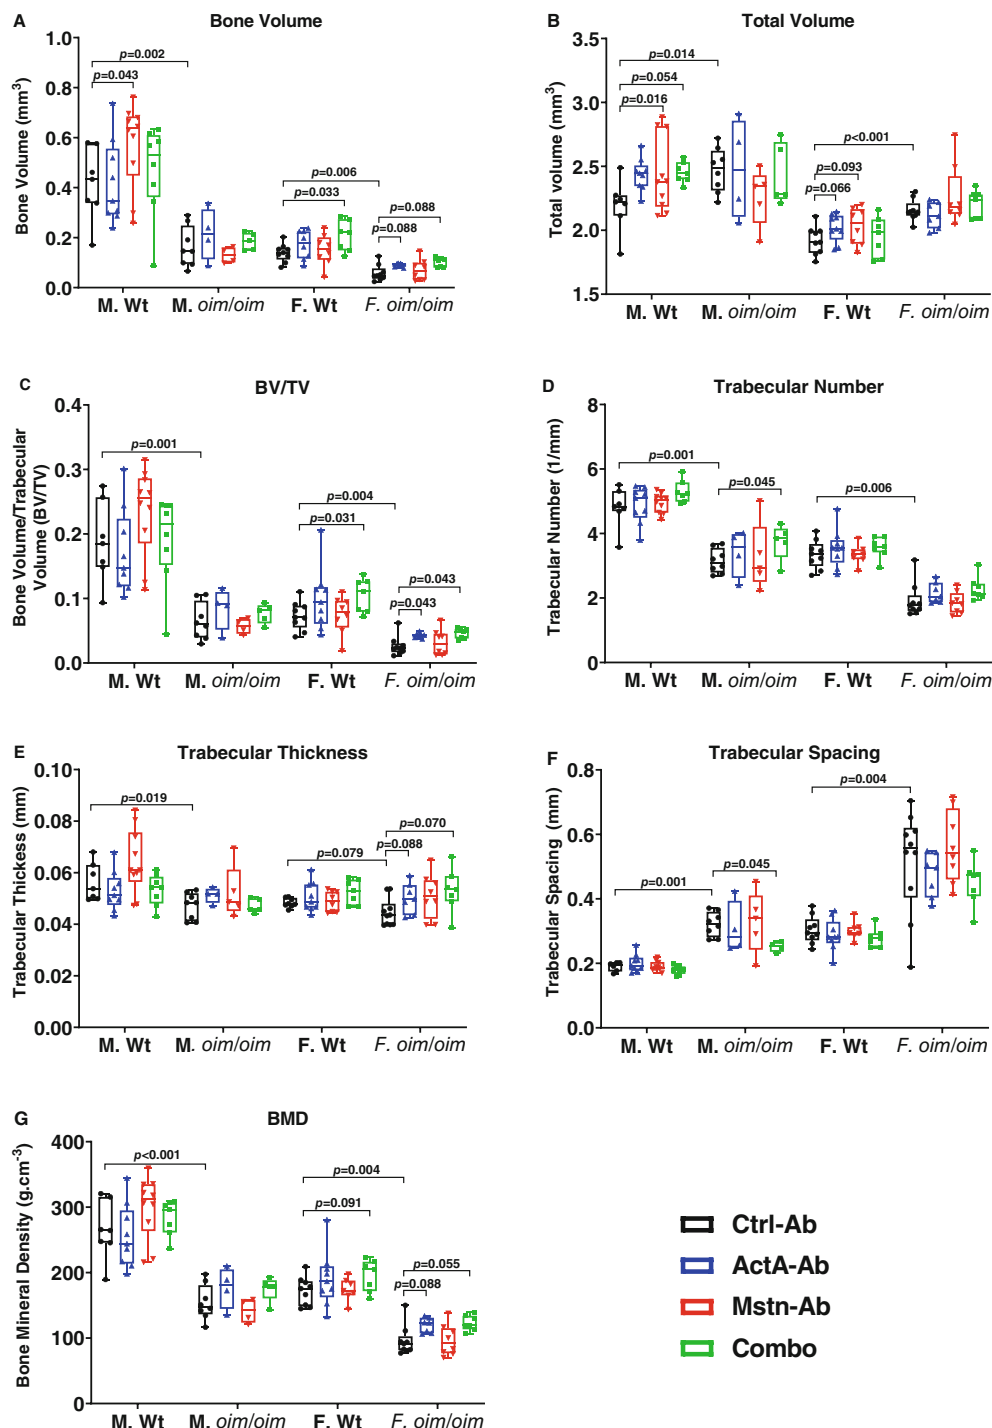 A
Bone Volume
Bone Volume (mm³)
1.0
0.8
0.6
0.4
0.2
0.0
p=0.002
p=0.043
p=0.006
p=0.033
p=0.088
p=0.088
M. Wt
M. oim/oim
F. Wt
F. oim/oim
B
Total Volume
Total volume (mm³)
3.5
3.0
2.5
2.0
1.5
p=0.014
p=0.054
p=0.016
p<0.001
p=0.093
p=0.066
M. Wt
M. oim/oim
F. Wt
F. oim/oim
C
BV/TV
Bone Volume/Trabecular
Volume (BV/TV)
0.4
0.3
0.2
0.1
0.0
p=0.001
p=0.004
p=0.031
p=0.043
p=0.043
M. Wt
M. oim/oim
F. Wt
F. oim/oim
D
Trabecular Number
Trabecular Number (1/mm)
8
6
4
2
0
p=0.001
p=0.045
p=0.006
M. Wt
M. oim/oim
F. Wt
F. oim/oim
E
Trabecular Thickness
Trabecular Thickess (mm)
0.10
0.08
0.06
0.04
0.02
0.00
p=0.019
p=0.079
p=0.070
p=0.088
M. Wt
M. oim/oim
F. Wt
F. oim/oim
F
Trabecular Spacing
Trabecular Spacing (mm)
0.8
0.6
0.4
0.2
0.0
p=0.001
p=0.045
p=0.004
M. Wt
M. oim/oim
F. Wt
F. oim/oim
G
BMD
Bone Mineral Density (g.cm⁻³)
400
300
200
100
0
p<0.001
p=0.004
p=0.091
p=0.055
p=0.088
M. Wt
M. oim/oim
F. Wt
F. oim/oim
Ctrl-Ab
ActA-Ab
Mstn-Ab
Combo